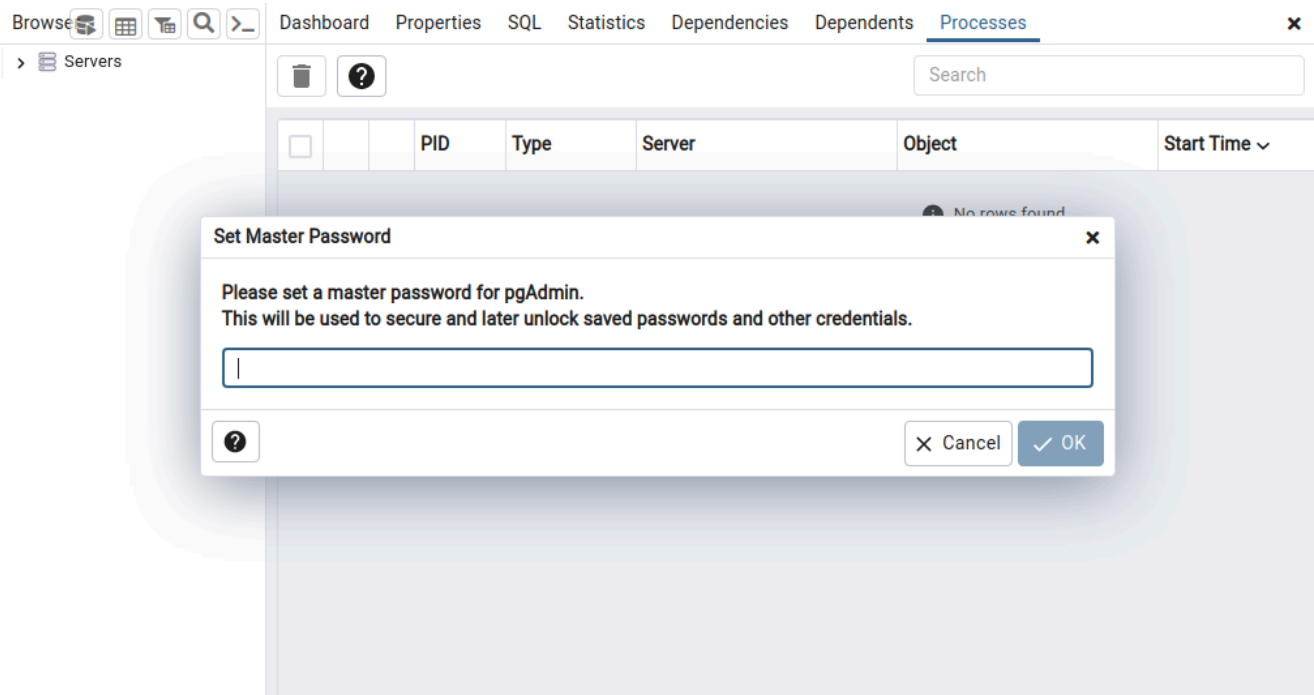 Browse
Dashboard Properties SQL Statistics Dependencies Dependents Processes
Servers
Search
PID Type Server Object Start Time
No rows found
Set Master Password
Please set a master password for pgAdmin.
This will be used to secure and later unlock saved passwords and other credentials.
Cancel OK